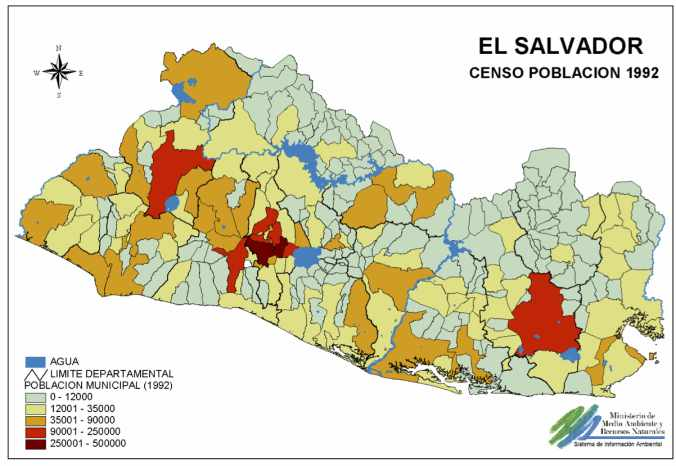 EL SALVADOR
CENSO POBLACION 1992
N
W E
S
AGUA
LIMITE DEPARTAMENTAL
POBLACION MUNICIPAL (1992)
0 - 12000
12001 - 35000
35001 - 90000
90001 - 250000
250001 - 500000
Ministerio de
Medio Ambiente y
Recursos Naturales
Sistema de Información Ambiental